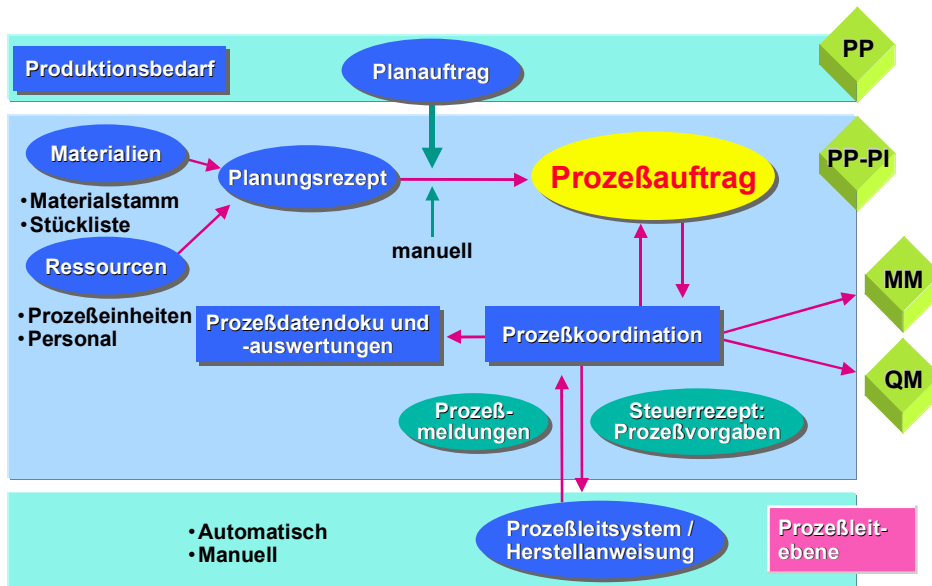 Produktionsbedarf
Planauftrag
PP
Materialien
Planungsrezept
Prozeßauftrag
PP-PI
•Materialstamm
•Stückliste
manuell
Ressourcen
MM
•Prozeßeinheiten
•Personal
Prozeßdatendoku und
-auswertungen
Prozeßkoordination
QM
Prozeß-
meldungen
Steuerrezept:
Prozeßvorgaben
•Automatisch
•Manuell
Prozeßleitsystem /
Herstellanweisung
Prozeßleit-
ebene